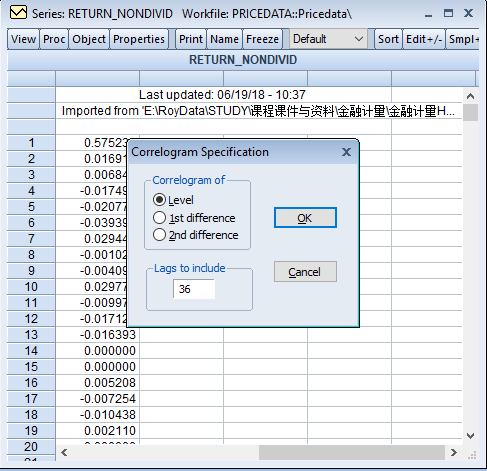 Series: RETURN_NONDIVID Workfile: PRICEDATA::Pricedata\
View Proc Object Properties Print Name Freeze Default Sort Edit+/- Smpl+
RETURN_NONDIVID
Last updated: 06/19/18 - 10:37
Imported from 'E:\RoyData\STUDY\课程课件与资料\金融计量\金融计量H...
1 0.57523
2 0.01691
3 0.00684
4 -0.01749
5 -0.02077
6 -0.03939
7 0.02944
8 -0.00102
9 -0.00409
10 0.02977
11 -0.00997
12 -0.01712
13 -0.016393
14 0.000000
15 0.000000
16 0.005208
17 -0.007254
18 -0.010438
19 0.002110
20
Correlogram Specification
Correlogram of
Level
1st difference
2nd difference
OK
Lags to include
36
Cancel